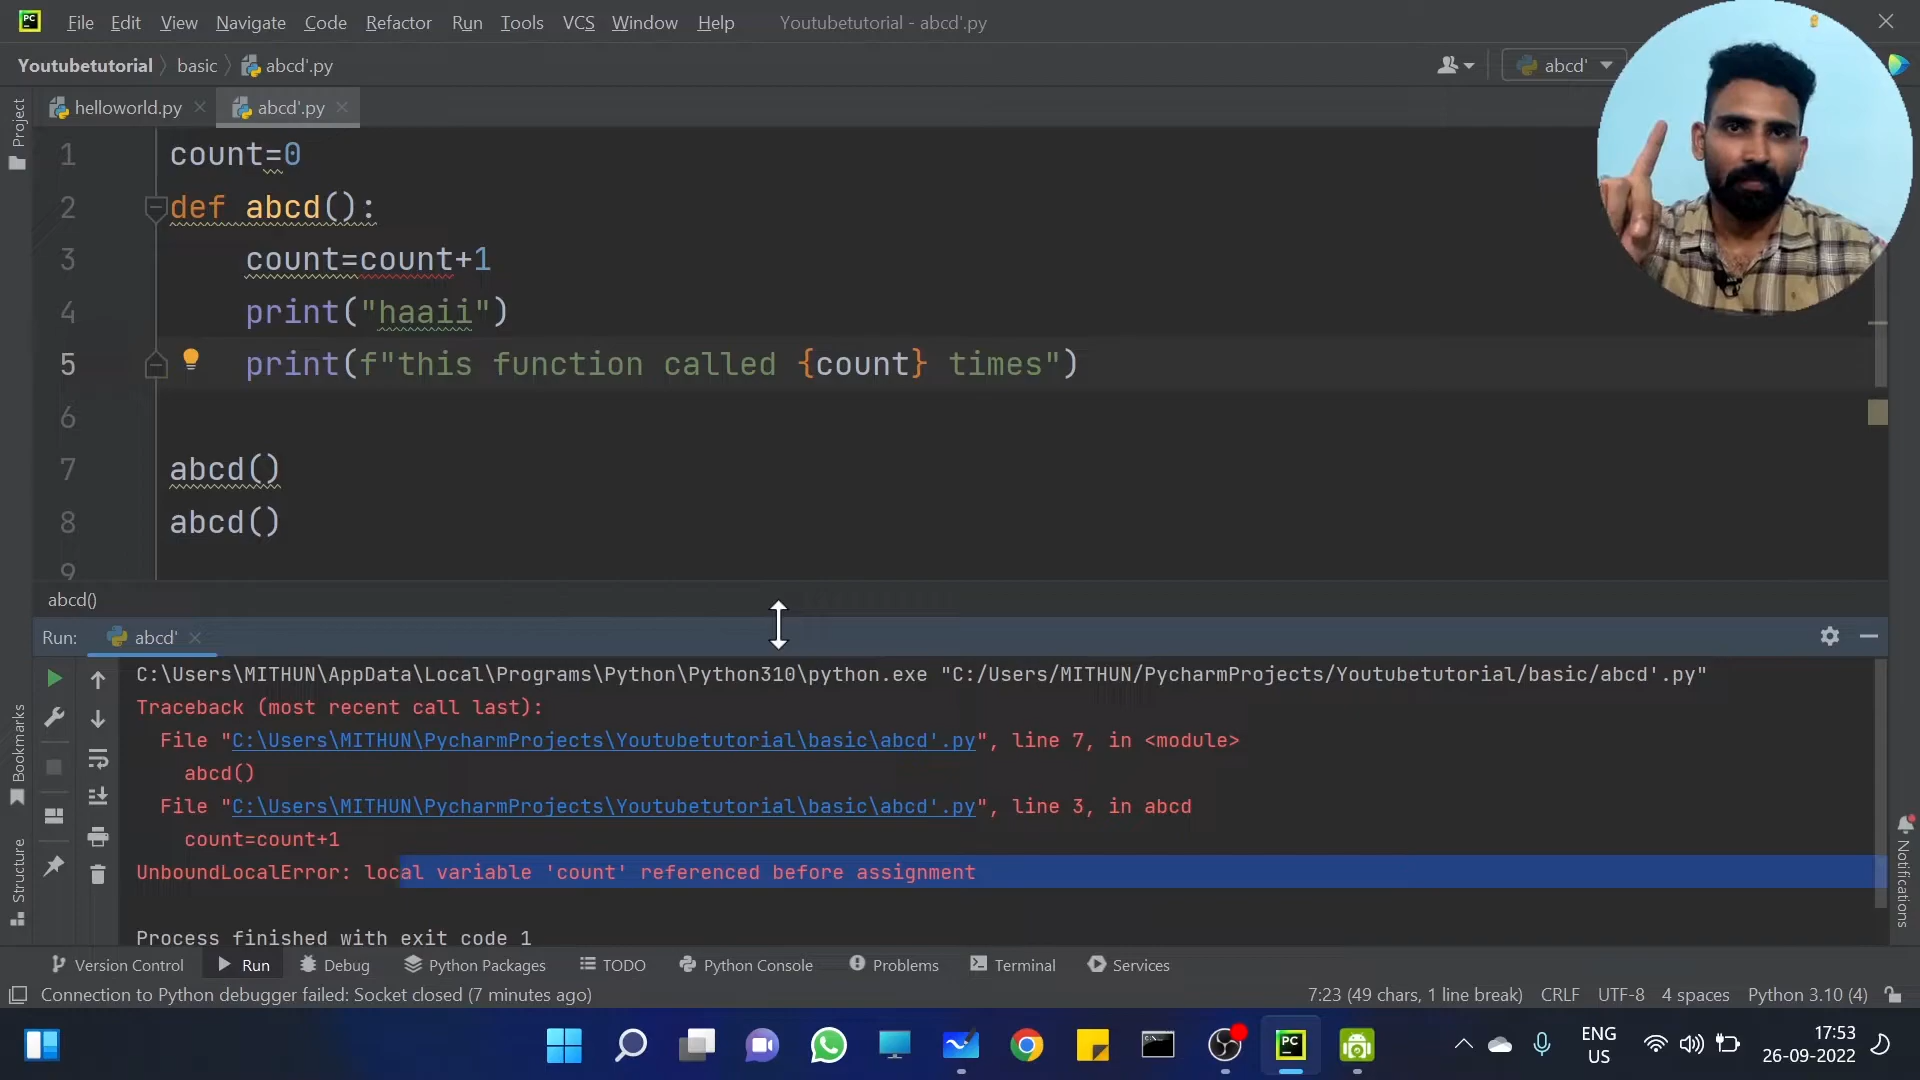 PC File Edit View Navigate Code Refactor Run Tools VCS Window Help Youtubetutorial - abcd'.py
Youtubetutorial basic abcd'.py abcd'
helloworld.py abcd'.py
Project
1 count=0
2 def abcd():
3 count=count+1
4 print("haaii")
5 print(f"this function called {count} times")
6
7 abcd()
8 abcd()
9
abcd()
Run: abcd'
C:\Users\MITHUN\AppData\Local\Programs\Python\Python310\python.exe "C:/Users/MITHUN/PycharmProjects/Youtubetutorial/basic/abcd'.py"
Traceback (most recent call last):
File "C:\Users\MITHUN\PycharmProjects\Youtubetutorial\basic\abcd'.py", line 7, in <module>
abcd()
File "C:\Users\MITHUN\PycharmProjects\Youtubetutorial\basic\abcd'.py", line 3, in abcd
count=count+1
UnboundLocalError: local variable 'count' referenced before assignment
Process finished with exit code 1
Bookmarks
Structure
Notifications
Version Control Run Debug Python Packages TODO Python Console Problems Terminal Services
Connection to Python debugger failed: Socket closed (7 minutes ago) 7:23 (49 chars, 1 line break) CRLF UTF-8 4 spaces Python 3.10 (4)
PC
ENG
US
17:53
26-09-2022